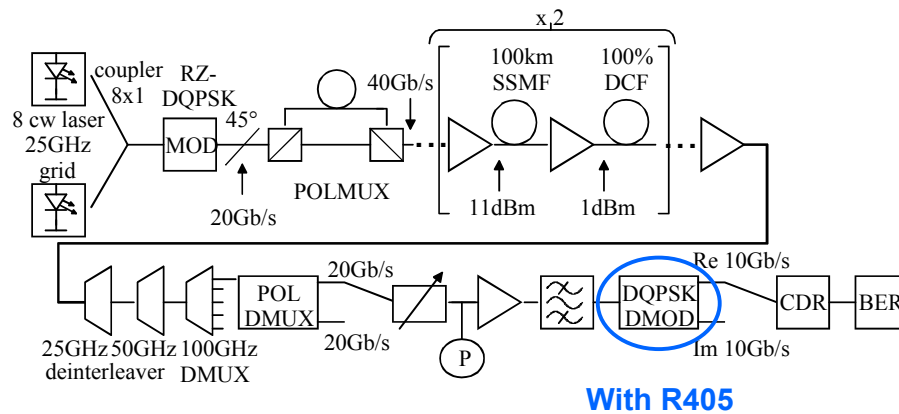 x 2
8 cw laser
25GHz
grid
coupler
8x1
RZ-
DQPSK
MOD
45°
20Gb/s
POLMUX
40Gb/s
100km
SSMF
100%
DCF
11dBm
1dBm
25GHz
deinterleaver
50GHz
100GHz
DMUX
POL
DMUX
20Gb/s
20Gb/s
P
DQPSK
DMOD
Re 10Gb/s
Im 10Gb/s
CDR
BER
With R405